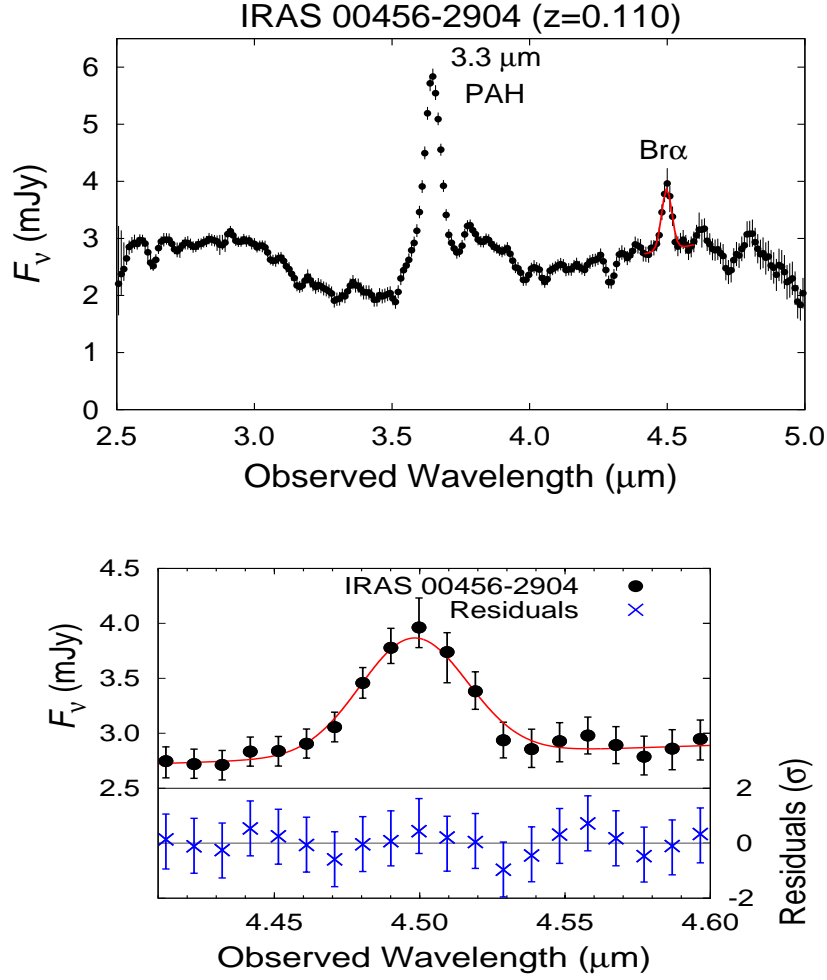 IRAS 00456-2904 (z=0.110)
6
5
4
3
2
1
0
Fν (mJy)
3.3 μm
PAH
Brα
2.5 3.0 3.5 4.0 4.5 5.0
Observed Wavelength (μm)
4.5
4.0
3.5
3.0
2.5
Fν (mJy)
IRAS 00456-2904
Residuals
2
0
-2
Residuals (σ)
4.45 4.50 4.55 4.60
Observed Wavelength (μm)